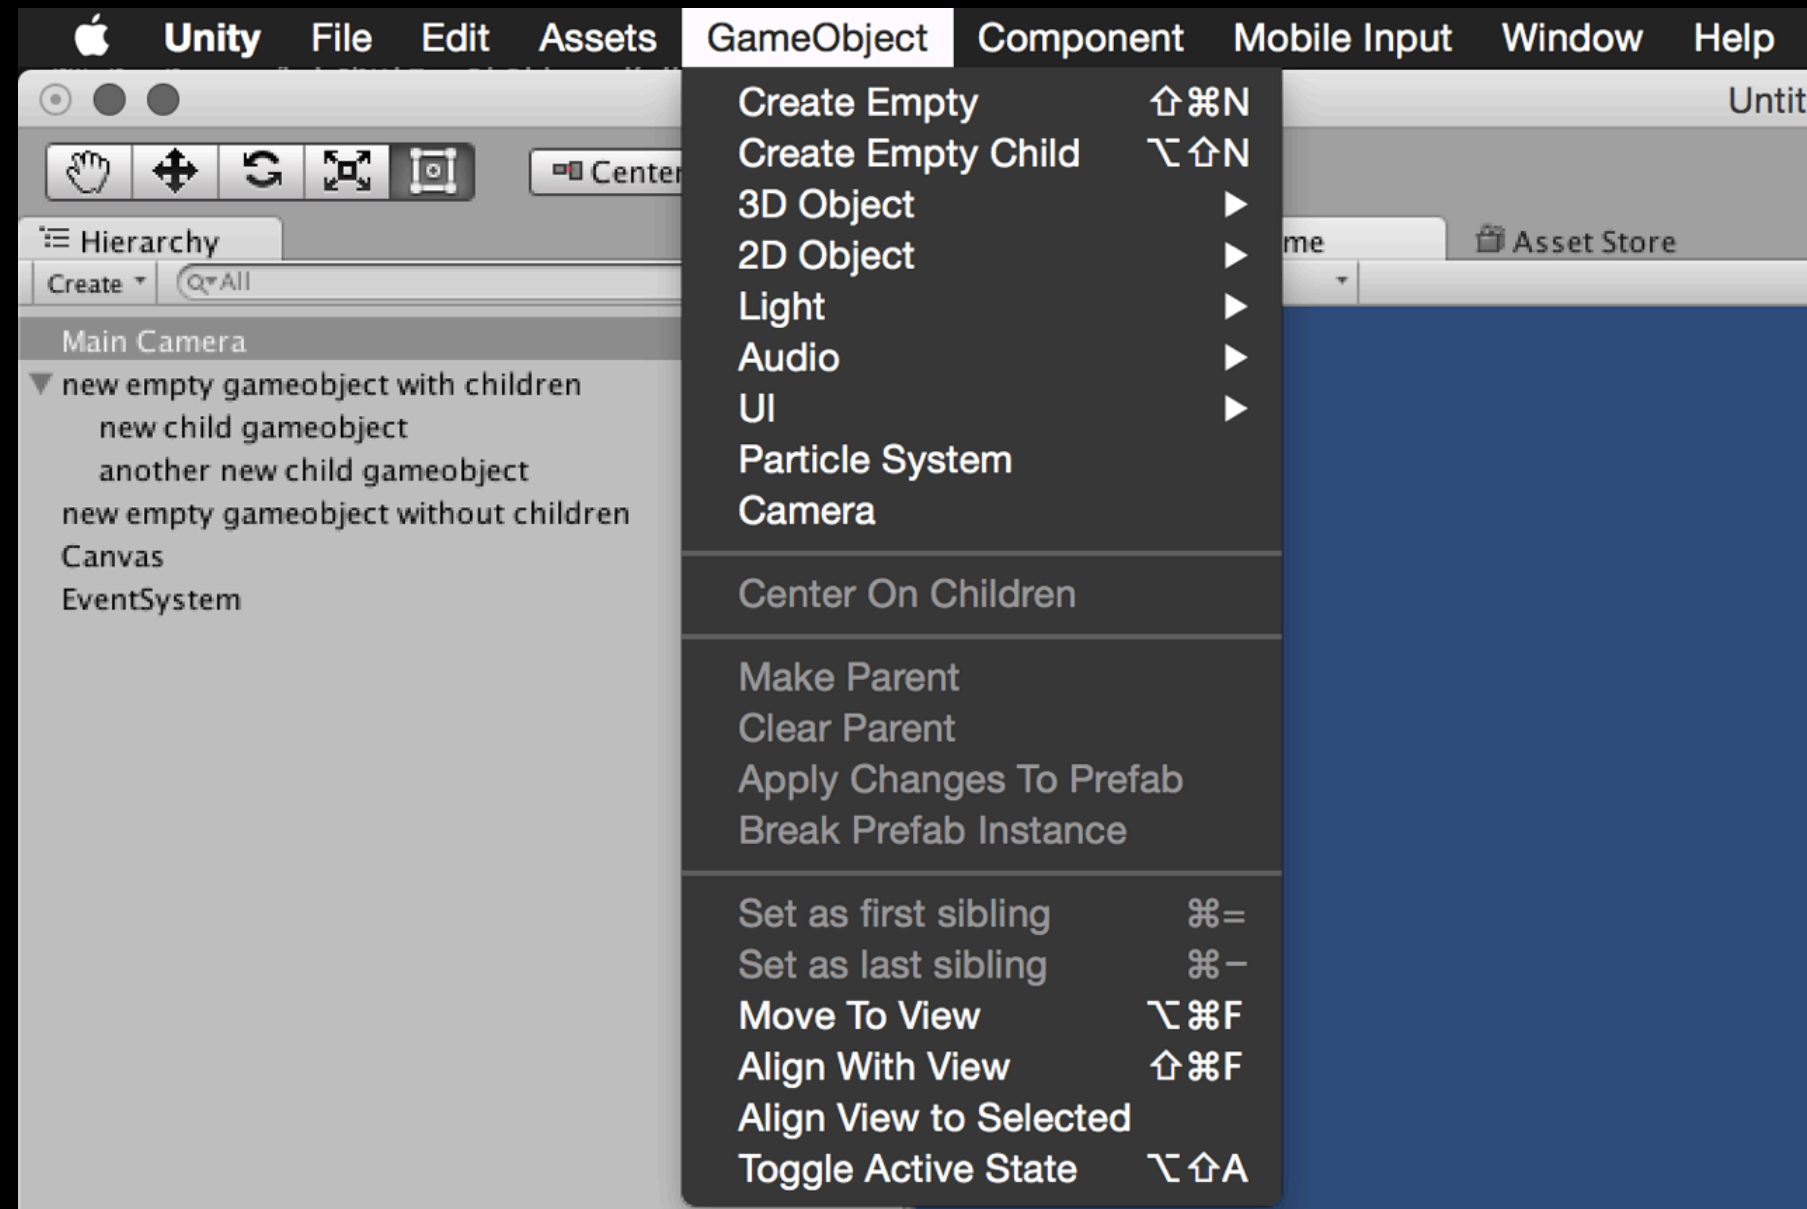 Unity File Edit Assets GameObject Component Mobile Input Window Help
Untit
Center
Hierarchy
me
Asset Store
Create
All
Main Camera
new empty gameobject with children
new child gameobject
another new child gameobject
new empty gameobject without children
Canvas
EventSystem
Create Empty ⇧⌘N
Create Empty Child ⌥⇧N
3D Object ▶
2D Object ▶
Light ▶
Audio ▶
UI ▶
Particle System
Camera
Center On Children
Make Parent
Clear Parent
Apply Changes To Prefab
Break Prefab Instance
Set as first sibling ⌘=
Set as last sibling ⌘−
Move To View ⌥⌘F
Align With View ⇧⌘F
Align View to Selected
Toggle Active State ⌥⇧A